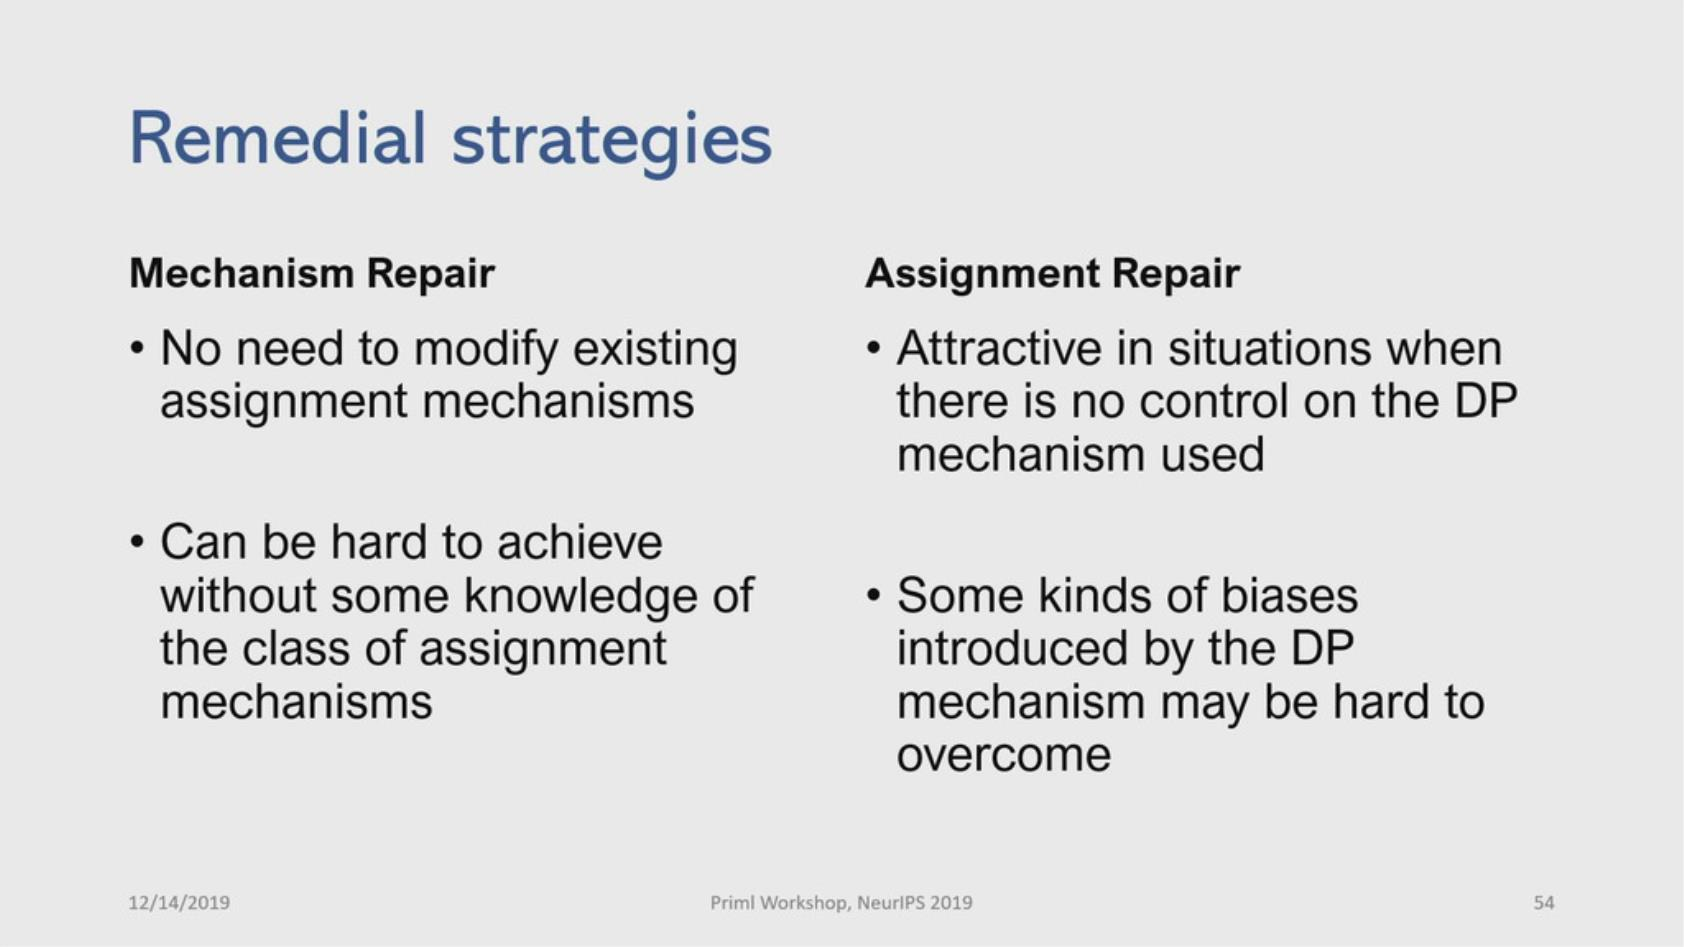 Remedial strategies
Mechanism Repair
• No need to modify existing
assignment mechanisms
• Can be hard to achieve
without some knowledge of
the class of assignment
mechanisms
Assignment Repair
• Attractive in situations when
there is no control on the DP
mechanism used
• Some kinds of biases
introduced by the DP
mechanism may be hard to
overcome
12/14/2019
Priml Workshop, NeurIPS 2019
54